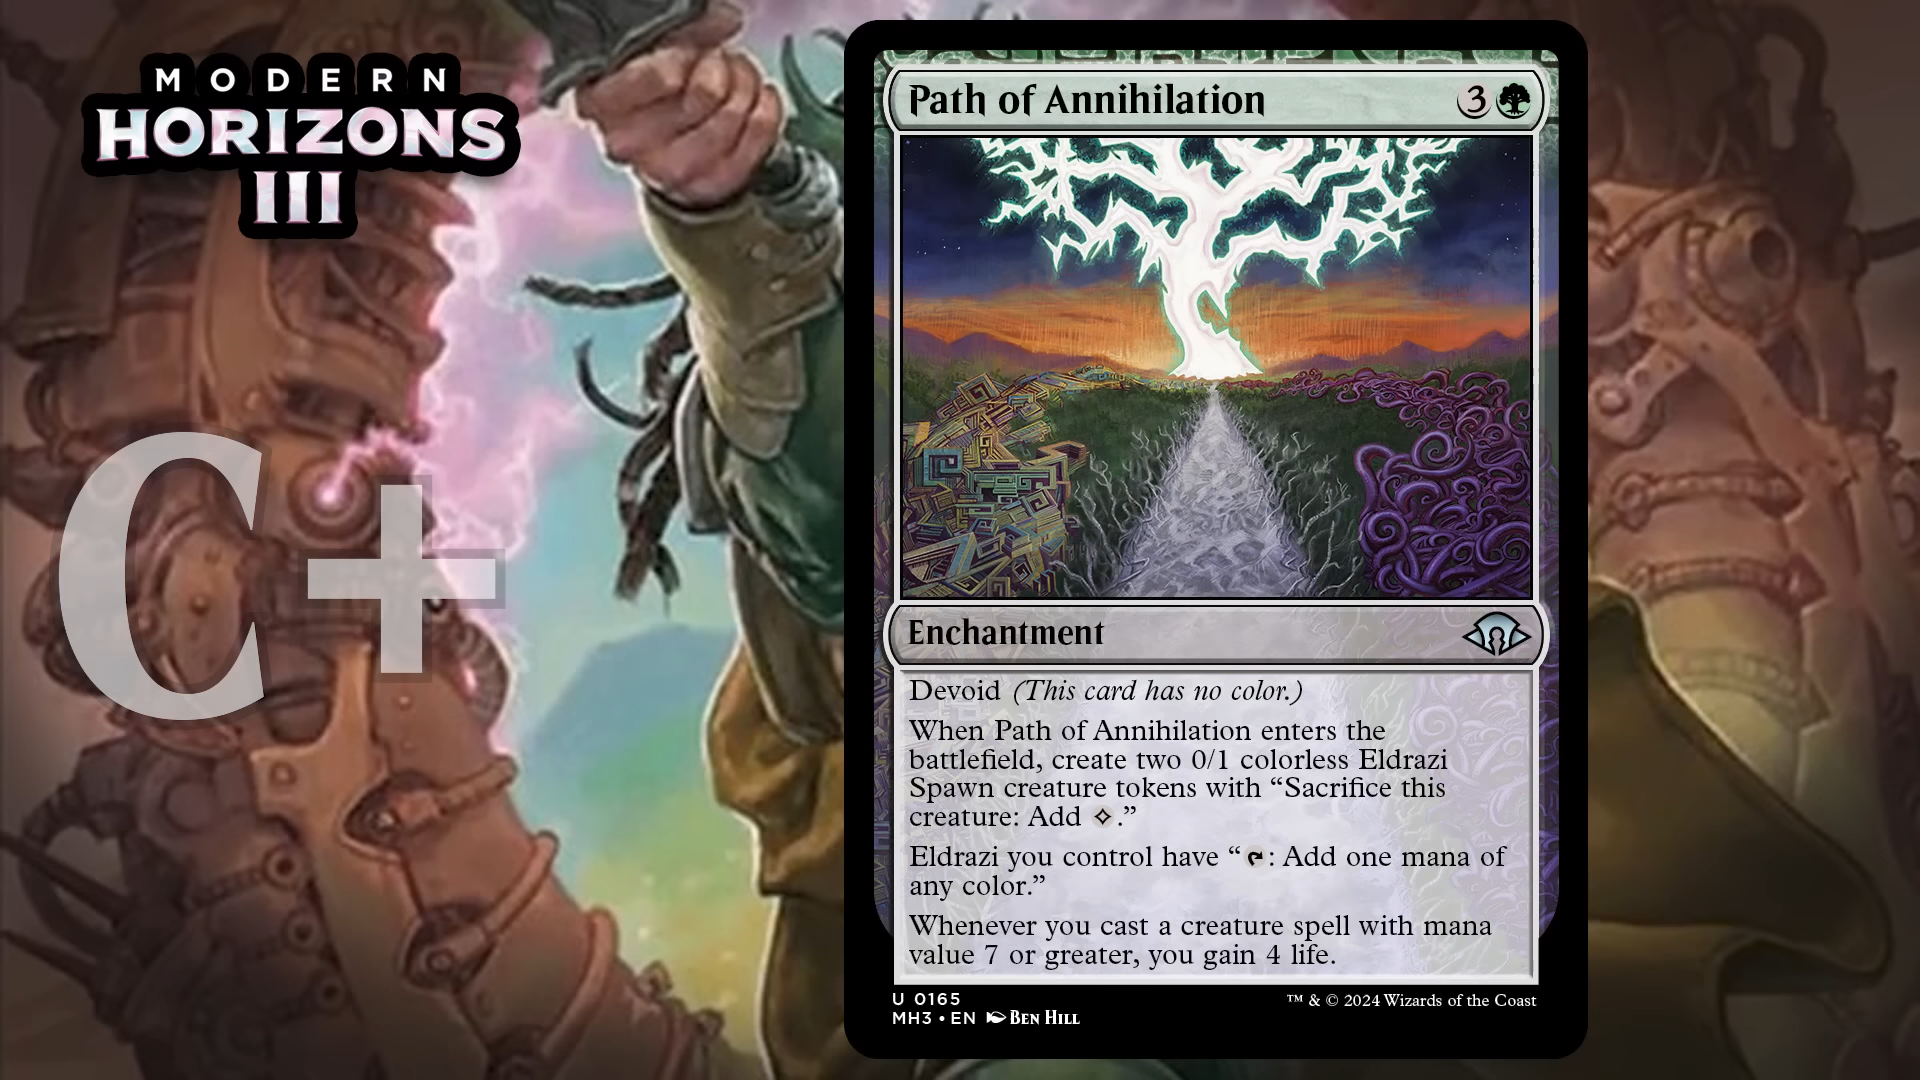 MODERN
HORIZONS
III
C+
Path of Annihilation
3
Enchantment
Devoid (This card has no color.)
When Path of Annihilation enters the
battlefield, create two 0/1 colorless Eldrazi
Spawn creature tokens with “Sacrifice this
creature: Add .”
Eldrazi you control have “: Add one mana of
any color.”
Whenever you cast a creature spell with mana
value 7 or greater, you gain 4 life.
U 0165
MH3 • EN BEN HILL
™ & © 2024 Wizards of the Coast